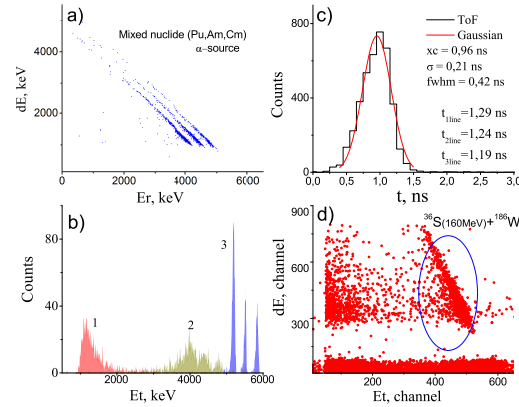 a)
Mixed nuclide (Pu,Am,Cm)
α-source
dE, keV
4000
2000
0
0 2000 4000 6000
Er, keV
c)
ToF
Gaussian
xc = 0,96 ns
σ = 0,21 ns
fwhm = 0,42 ns
t1line=1,29 ns
t2line=1,24 ns
t3line=1,19 ns
Counts
800
400
0
0,0 0,5 1,0 1,5 2,0 2,5 3,0
t, ns
b)
Counts
80
40
0
1
2
3
2000 4000 6000
Et, keV
d)
36S(160MeV)+186W
dE, channel
900
600
300
200 400 600
Et, channel